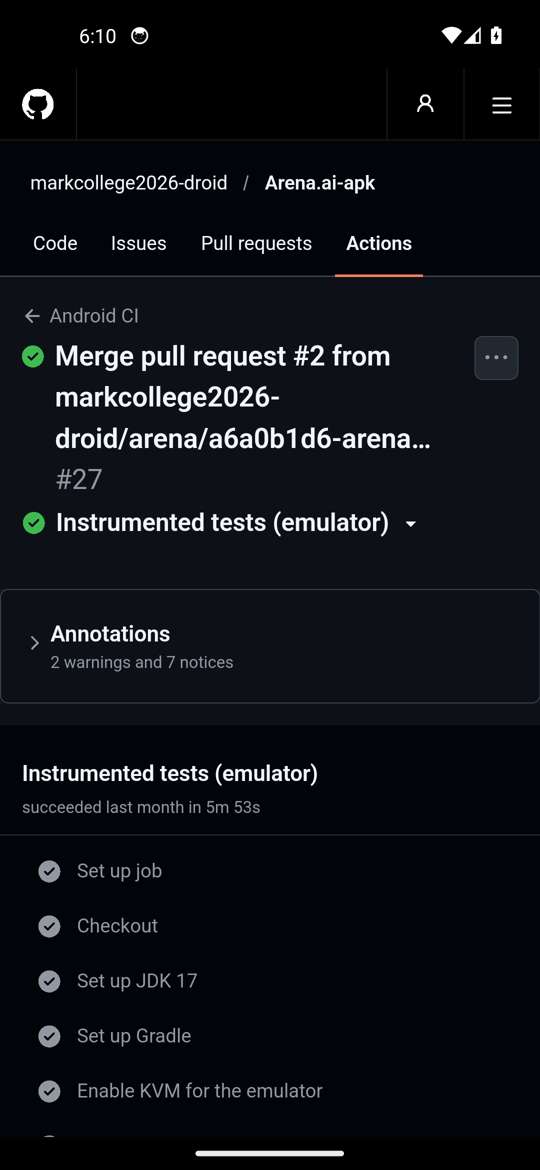 6:10
markcollege2026-droid / Arena.ai-apk
Code Issues Pull requests Actions
Android CI
Merge pull request #2 from
markcollege2026-
droid/arena/a6a0b1d6-arena...
#27
Instrumented tests (emulator)
Annotations
2 warnings and 7 notices
Instrumented tests (emulator)
succeeded last month in 5m 53s
Set up job
Checkout
Set up JDK 17
Set up Gradle
Enable KVM for the emulator